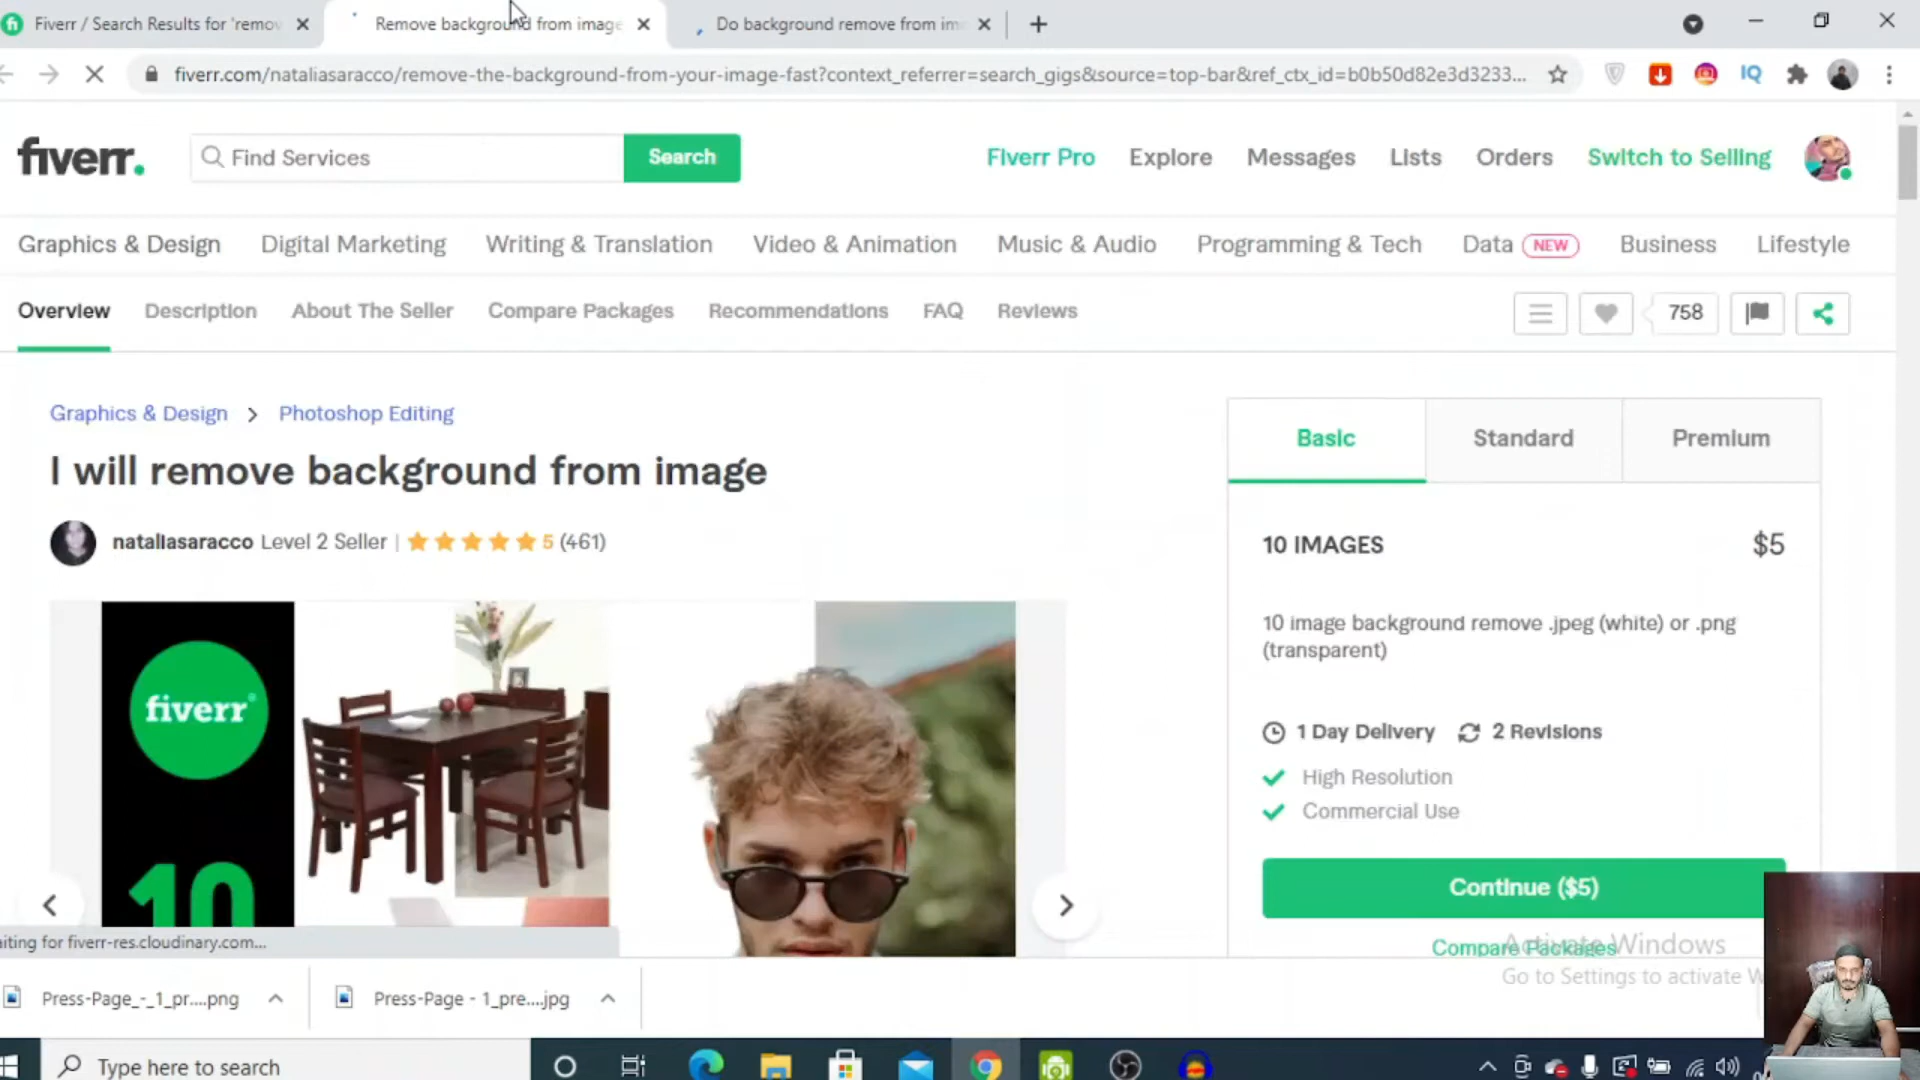 Fiverr / Search Results for 'remov
Remove background from image
Do background remove from im
fiverr.com/nataliasaracco/remove-the-background-from-your-image-fast?context_referrer=search_gigs&source=top-bar&ref_ctx_id=b0b50d82e3d3233...
IQ
fiverr.
Find Services
Search
Fiverr Pro
Explore
Messages
Lists
Orders
Switch to Selling
Graphics & Design
Digital Marketing
Writing & Translation
Video & Animation
Music & Audio
Programming & Tech
Data NEW
Business
Lifestyle
Overview
Description
About The Seller
Compare Packages
Recommendations
FAQ
Reviews
758
Graphics & Design > Photoshop Editing
I will remove background from image
nataliasaracco Level 2 Seller | 5 (461)
fiverr
10
Basic
Standard
Premium
10 IMAGES
$5
10 image background remove .jpeg (white) or .png
(transparent)
1 Day Delivery
2 Revisions
High Resolution
Commercial Use
Continue ($5)
Compare Packages
Activate Windows
Go to Settings to activate W
aiting for fiverr-res.cloudinary.com...
Press-Page_-_1_pr....png
Press-Page - 1_pre....jpg
Type here to search